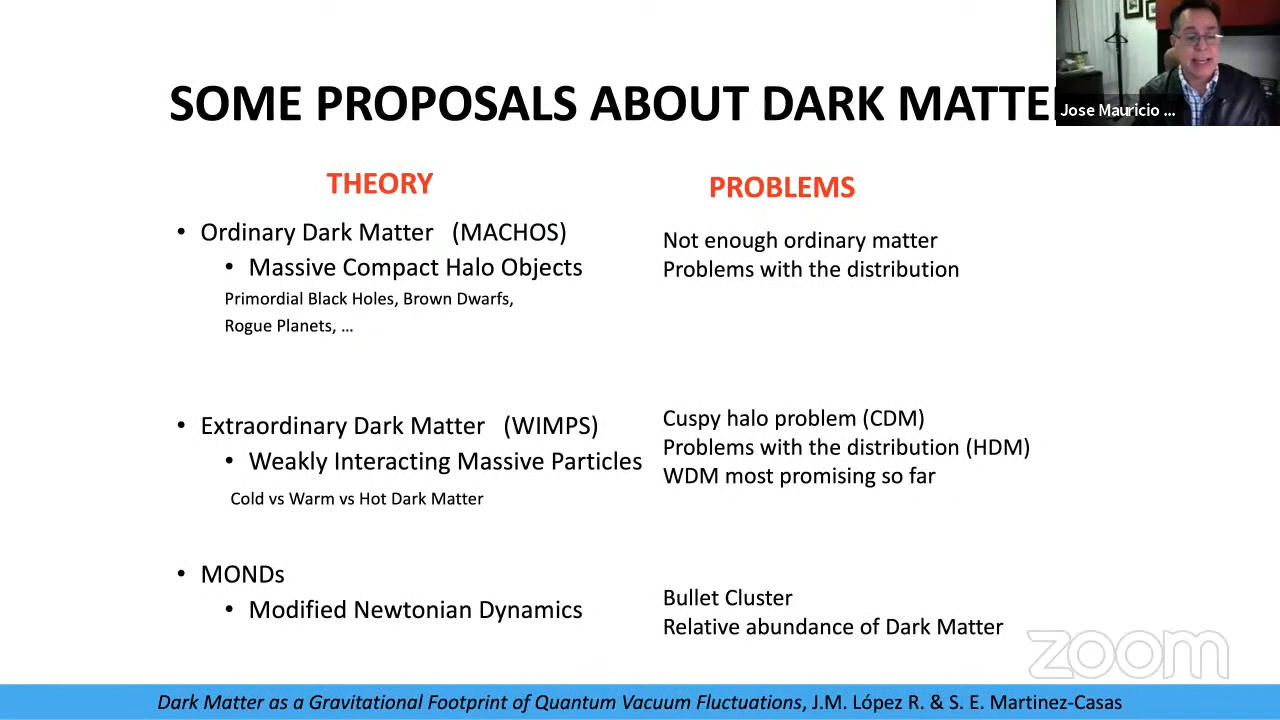 SOME PROPOSALS ABOUT DARK MATTE
Jose Mauricio ...
THEORY
PROBLEMS
• Ordinary Dark Matter (MACHOS)
• Massive Compact Halo Objects
Primordial Black Holes, Brown Dwarfs,
Rogue Planets, ...
Not enough ordinary matter
Problems with the distribution
• Extraordinary Dark Matter (WIMPS)
• Weakly Interacting Massive Particles
Cold vs Warm vs Hot Dark Matter
Cuspy halo problem (CDM)
Problems with the distribution (HDM)
WDM most promising so far
• MONDs
• Modified Newtonian Dynamics
Bullet Cluster
Relative abundance of Dark Matter
zoom
Dark Matter as a Gravitational Footprint of Quantum Vacuum Fluctuations, J.M. López R. & S. E. Martinez-Casas